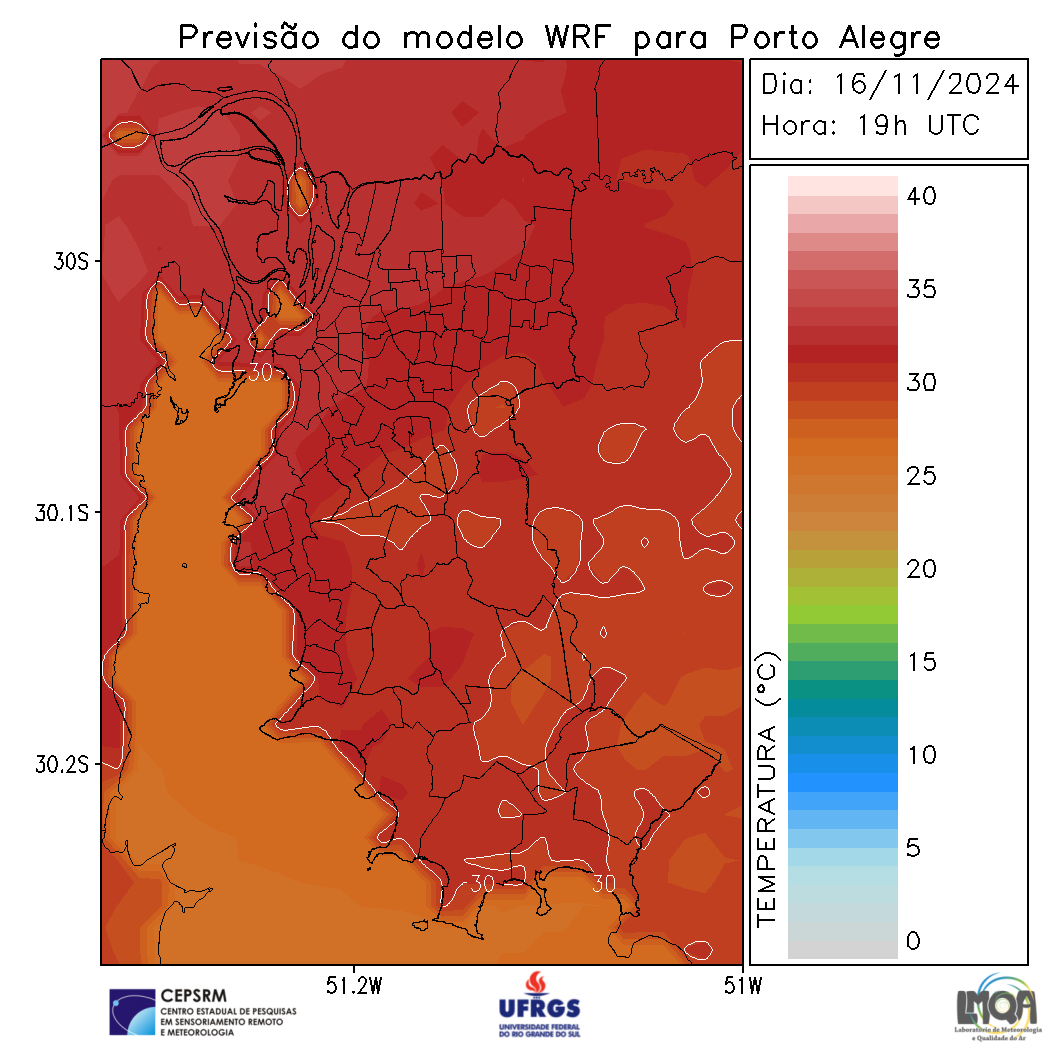 Previsão do modelo WRF para Porto Alegre
Dia: 16/11/2024
Hora: 19h UTC
40
35
30
25
20
15
10
5
0
TEMPERATURA (°C)
30S
30.1S
30.2S
30
30
30
51.2W
51W
CEPSRM
CENTRO ESTADUAL DE PESQUISAS
EM SENSORIAMENTO REMOTO
E METEOROLOGIA
UFRGS
UNIVERSIDADE FEDERAL
DO RIO GRANDE DO SUL
LMQA
Laboratório de Meteorologia
e Qualidade do Ar